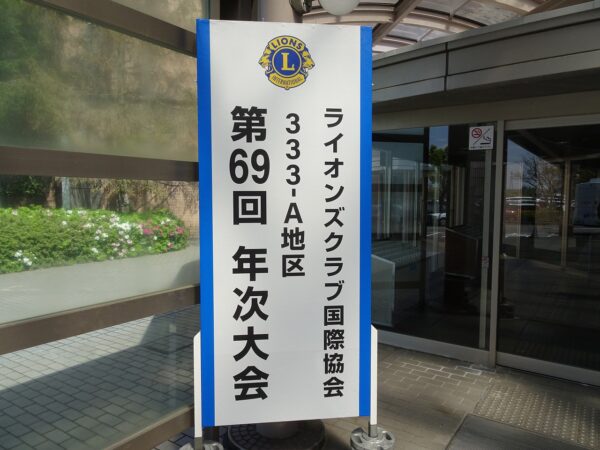 LIONS
L
INTERNATIONAL
ライオンズクラブ国際協会
333-A地区
第69回 年次大会